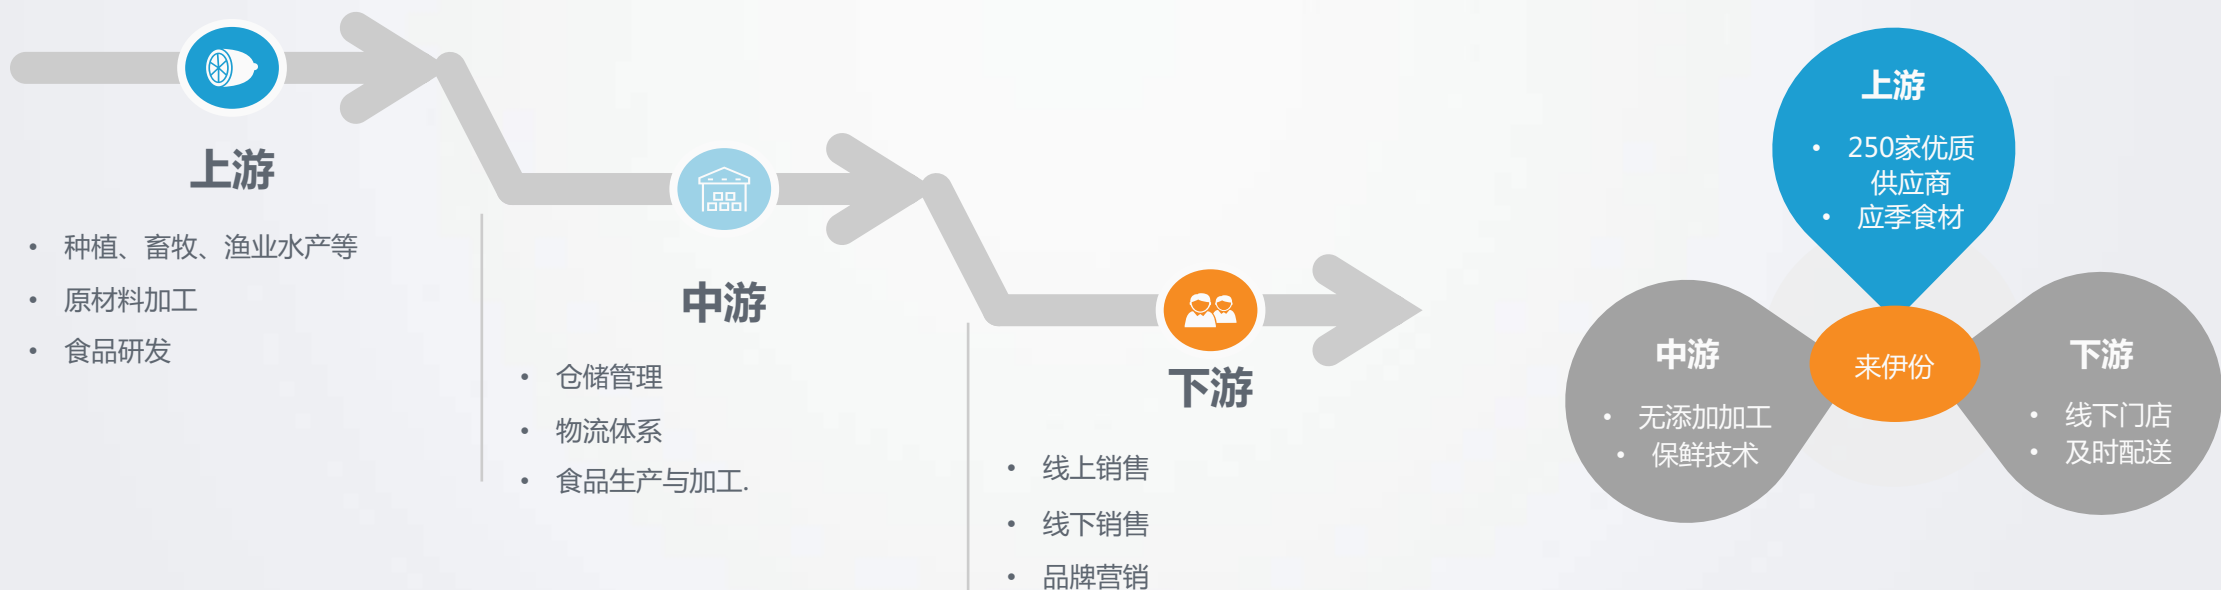 上游
• 种植、畜牧、渔业水产等
• 原材料加工
• 食品研发
中游
• 仓储管理
• 物流体系
• 食品生产与加工.
下游
• 线上销售
• 线下销售
• 品牌营销
上游
• 250家优质
供应商
• 应季食材
中游
• 无添加加工
• 保鲜技术
来伊份
下游
• 线下门店
• 及时配送